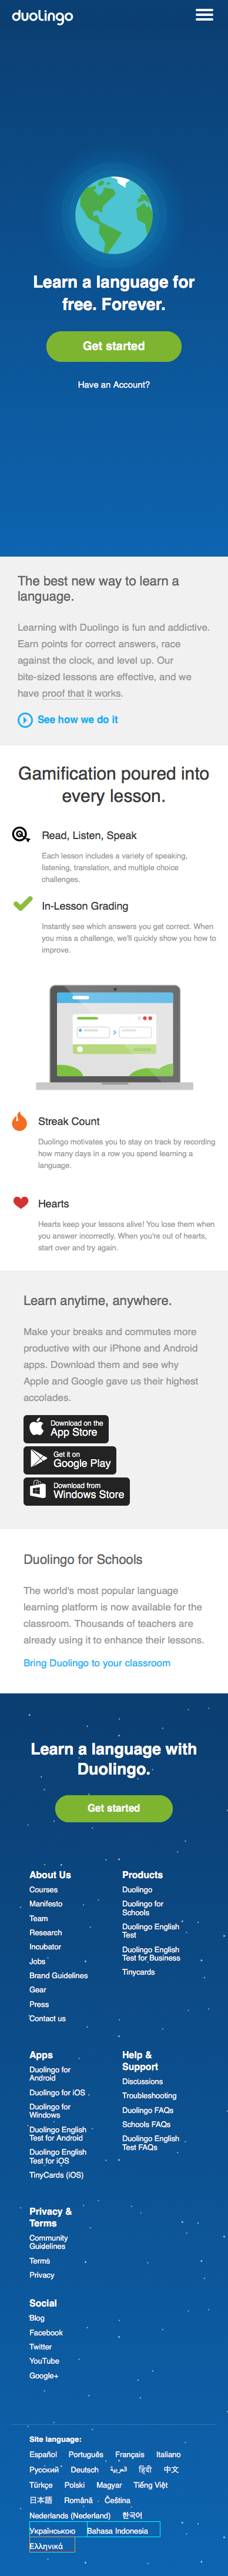 duolingo
Learn a language for
free. Forever.
Get started
Have an Account?
The best new way to learn a
language.
Learning with Duolingo is fun and addictive.
Earn points for correct answers, race
against the clock, and level up. Our
bite-sized lessons are effective, and we
have proof that it works.
See how we do it
Gamification poured into
every lesson.
Read, Listen, Speak
Each lesson includes a variety of speaking,
listening, translation, and multiple choice
challenges.
In-Lesson Grading
Instantly see which answers you get correct. When
you miss a challenge, we'll quickly show you how to
improve.
Streak Count
Duolingo motivates you to stay on track by recording
how many days in a row you spend learning a
language.
Hearts
Hearts keep your lessons alive! You lose them when
you answer incorrectly. When you're out of hearts,
start over and try again.
Learn anytime, anywhere.
Make your breaks and commutes more
productive with our iPhone and Android
apps. Download them and see why
Apple and Google gave us their highest
accolades.
Download on the
App Store
Get it on
Google Play
Download from
Windows Store
Duolingo for Schools
The world's most popular language
learning platform is now available for the
classroom. Thousands of teachers are
already using it to enhance their lessons.
Bring Duolingo to your classroom
Learn a language with
Duolingo.
Get started
About Us
Courses
Manifesto
Team
Research
Incubator
Jobs
Brand Guidelines
Gear
Press
Contact us
Products
Duolingo
Duolingo for
Schools
Duolingo English
Test
Duolingo English
Test for Business
Tinycards
Apps
Duolingo for
Android
Duolingo for iOS
Duolingo for
Windows
Duolingo English
Test for Android
Duolingo English
Test for iOS
TinyCards (iOS)
Help &
Support
Discussions
Troubleshooting
Duolingo FAQs
Schools FAQs
Duolingo English
Test FAQs
Privacy &
Terms
Community
Guidelines
Terms
Privacy
Social
Blog
Facebook
Twitter
YouTube
Google+
Site language:
Español Português Français Italiano
Русский Deutsch العربية हिंदी 中文
Türkçe Polski Magyar Tiếng Việt
日本語 Română Čeština
Nederlands (Nederland) 한국어
Українською Bahasa Indonesia
Ελληνικά